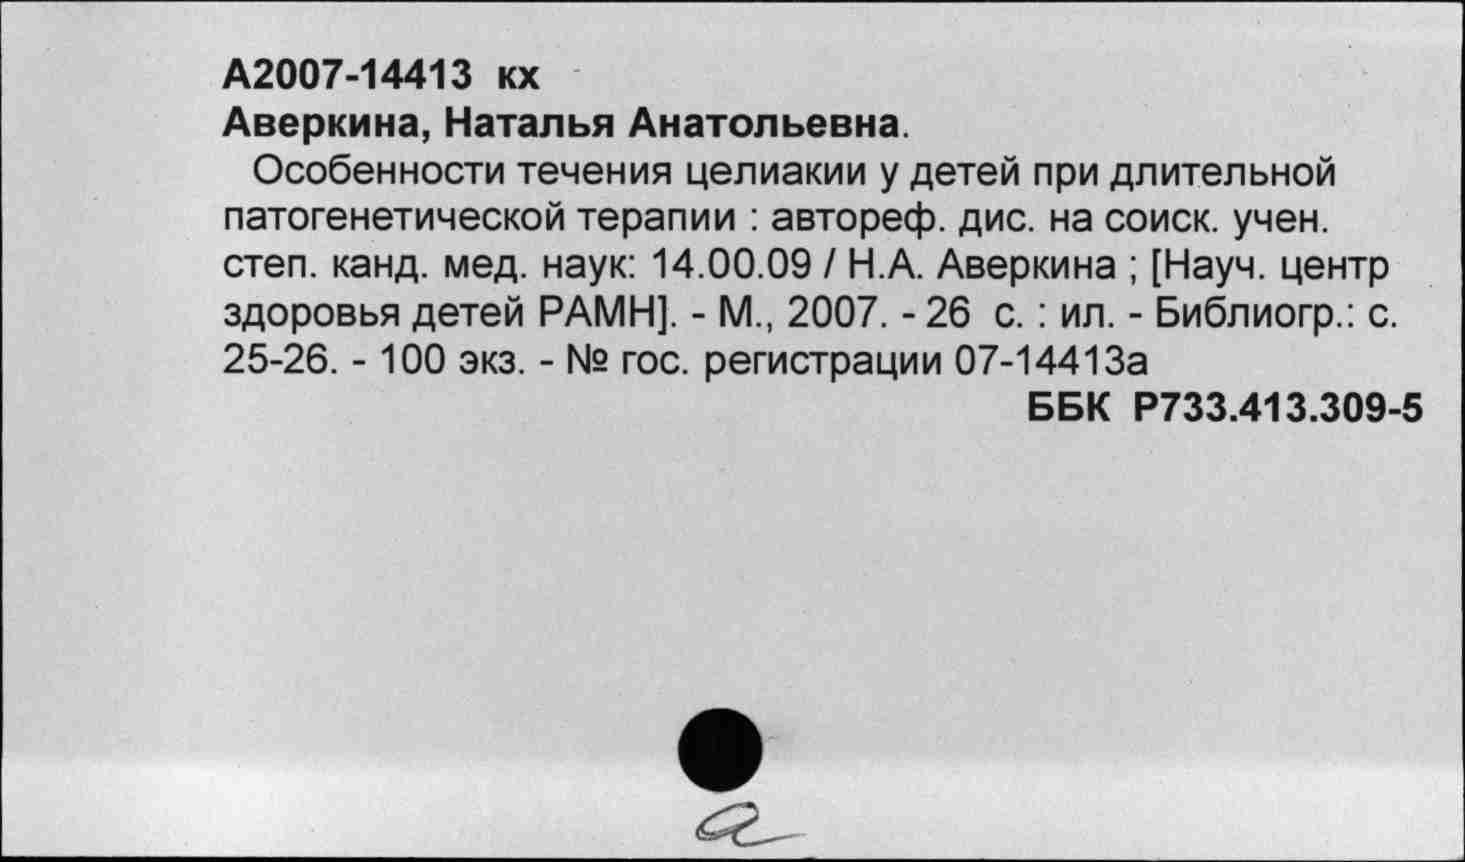 А2007-14413 кх
Аверкина, Наталья Анатольевна.
Особенности течения целиакии у детей при длительной
патогенетической терапии : автореф. дис. на соиск. учен.
степ. канд. мед. наук: 14.00.09 / Н.А. Аверкина ; [Науч. центр
здоровья детей РАМН]. - М., 2007. - 26 с. : ил. - Библиогр.: с.
25-26. - 100 экз. - № гос. регистрации 07-14413а
ББК Р733.413.309-5
а